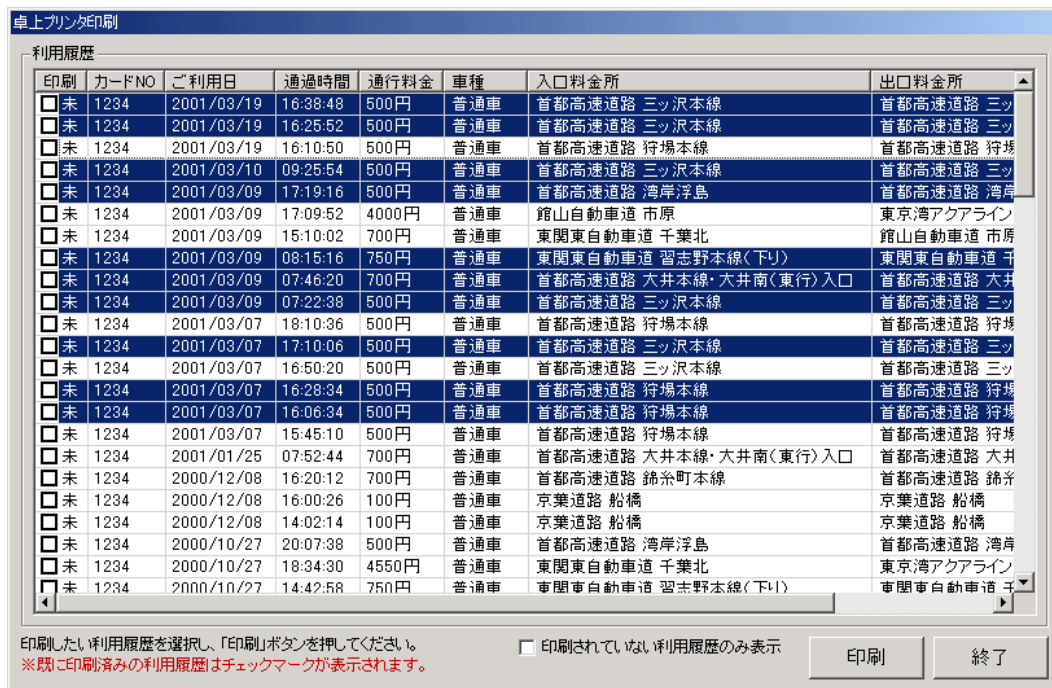 卓上プリンタ印刷
利用履歴
印刷 カードNO ご利用日 通過時間 通行料金 車種 入口料金所 出口料金所
未 1234 2001/03/19 16:38:48 500円 普通車 首都高速道路 三ッ沢本線 首都高速道路 三ッ
未 1234 2001/03/19 16:25:52 500円 普通車 首都高速道路 三ッ沢本線 首都高速道路 三ッ
未 1234 2001/03/19 16:10:50 500円 普通車 首都高速道路 狩場本線 首都高速道路 狩場
未 1234 2001/03/10 09:25:54 500円 普通車 首都高速道路 三ッ沢本線 首都高速道路 三ッ
未 1234 2001/03/09 17:19:16 500円 普通車 首都高速道路 湾岸浮島 首都高速道路 湾岸
未 1234 2001/03/09 17:09:52 4000円 普通車 館山自動車道 市原 東京湾アクアライン
未 1234 2001/03/09 15:10:02 700円 普通車 東関東自動車道 千葉北 館山自動車道 市原
未 1234 2001/03/09 08:15:16 750円 普通車 東関東自動車道 習志野本線(下り) 東関東自動車道 千
未 1234 2001/03/09 07:46:20 700円 普通車 首都高速道路 大井本線・大井南(東行)入口 首都高速道路 大井
未 1234 2001/03/09 07:22:38 500円 普通車 首都高速道路 三ッ沢本線 首都高速道路 三ッ
未 1234 2001/03/07 18:10:36 500円 普通車 首都高速道路 狩場本線 首都高速道路 狩場
未 1234 2001/03/07 17:10:06 500円 普通車 首都高速道路 三ッ沢本線 首都高速道路 三ッ
未 1234 2001/03/07 16:50:20 500円 普通車 首都高速道路 三ッ沢本線 首都高速道路 三ッ
未 1234 2001/03/07 16:28:34 500円 普通車 首都高速道路 狩場本線 首都高速道路 狩場
未 1234 2001/03/07 16:06:34 500円 普通車 首都高速道路 狩場本線 首都高速道路 狩場
未 1234 2001/03/07 15:45:10 500円 普通車 首都高速道路 狩場本線 首都高速道路 狩場
未 1234 2001/01/25 07:52:44 700円 普通車 首都高速道路 大井本線・大井南(東行)入口 首都高速道路 大井
未 1234 2000/12/08 16:20:12 700円 普通車 首都高速道路 錦糸町本線 首都高速道路 錦糸
未 1234 2000/12/08 16:00:26 100円 普通車 京葉道路 船橋 京葉道路 船橋
未 1234 2000/12/08 14:02:14 100円 普通車 京葉道路 船橋 京葉道路 船橋
未 1234 2000/10/27 20:07:38 500円 普通車 首都高速道路 湾岸浮島 首都高速道路 湾岸
未 1234 2000/10/27 18:34:30 4550円 普通車 東関東自動車道 千葉北 東京湾アクアライン
未 1234 2000/10/27 14:42:58 750円 普通車 東関東自動車道 習志野本線(下り) 東関東自動車道 千
印刷したい利用履歴を選択し、「印刷」ボタンを押してください。
※既に印刷済みの利用履歴はチェックマークが表示されます。
印刷されていない利用履歴のみ表示
印刷
終了